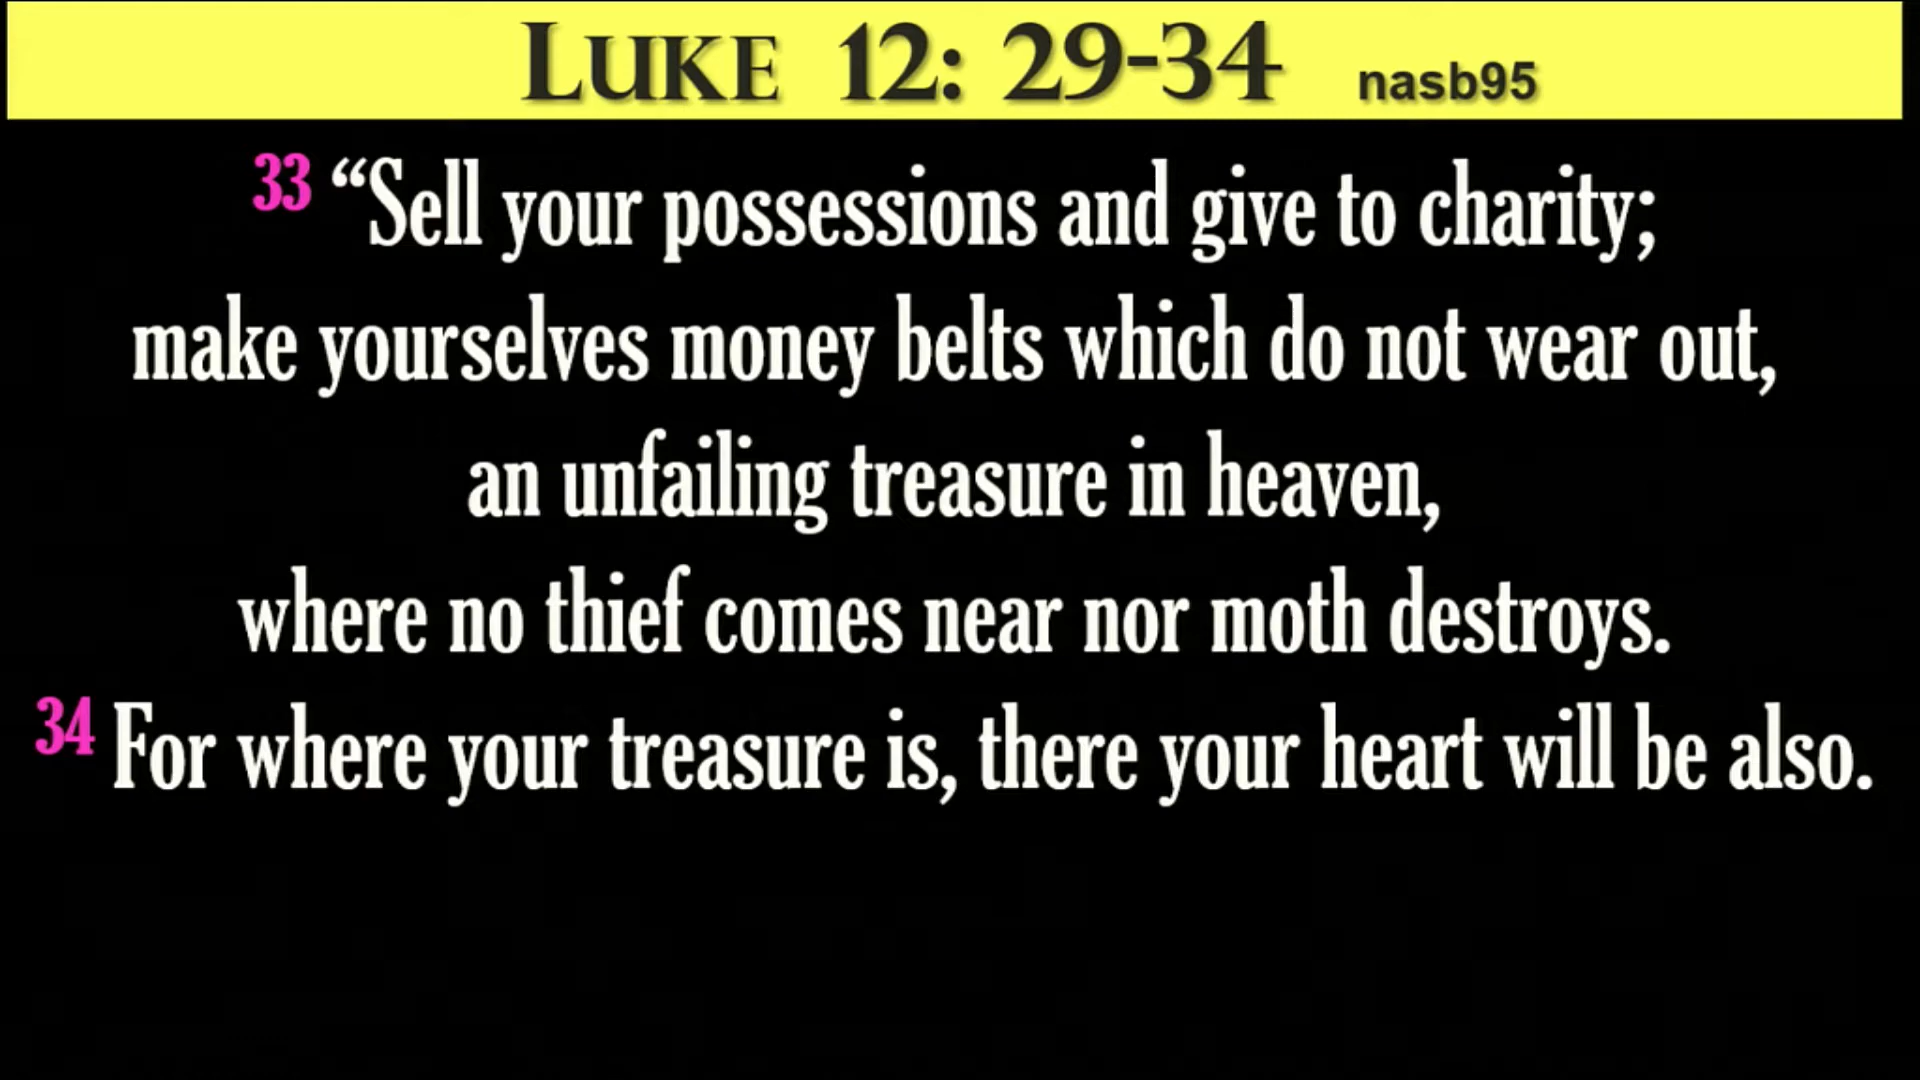 LUKE 12: 29-34 nasb95
33 “Sell your possessions and give to charity;
make yourselves money belts which do not wear out,
an unfailing treasure in heaven,
where no thief comes near nor moth destroys.
34 For where your treasure is, there your heart will be also.